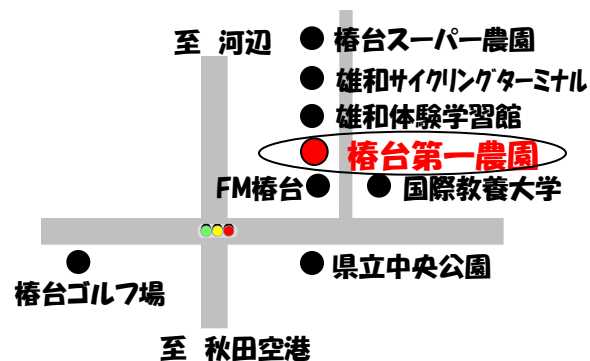 至 河辺
椿台スーパー農園
雄和サイクリングターミナル
雄和体験学習館
椿台第一農園
FM椿台
国際教養大学
県立中央公園
椿台ゴルフ場
至 秋田空港